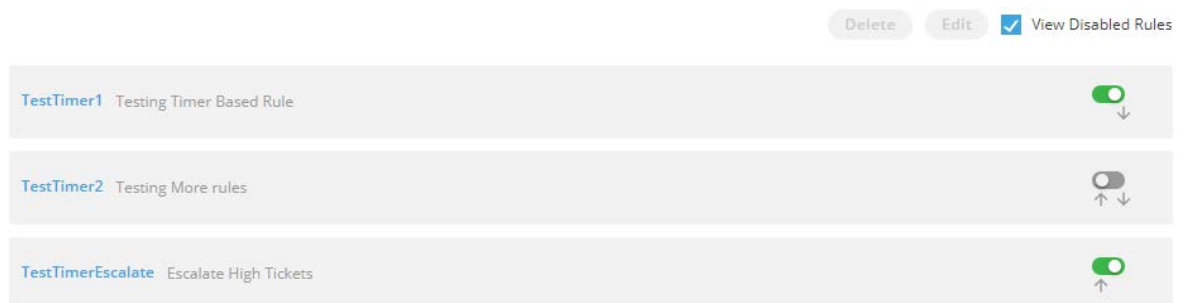 Delete Edit View Disabled Rules
TestTimer1 Testing Timer Based Rule
TestTimer2 Testing More rules
TestTimerEscalate Escalate High Tickets